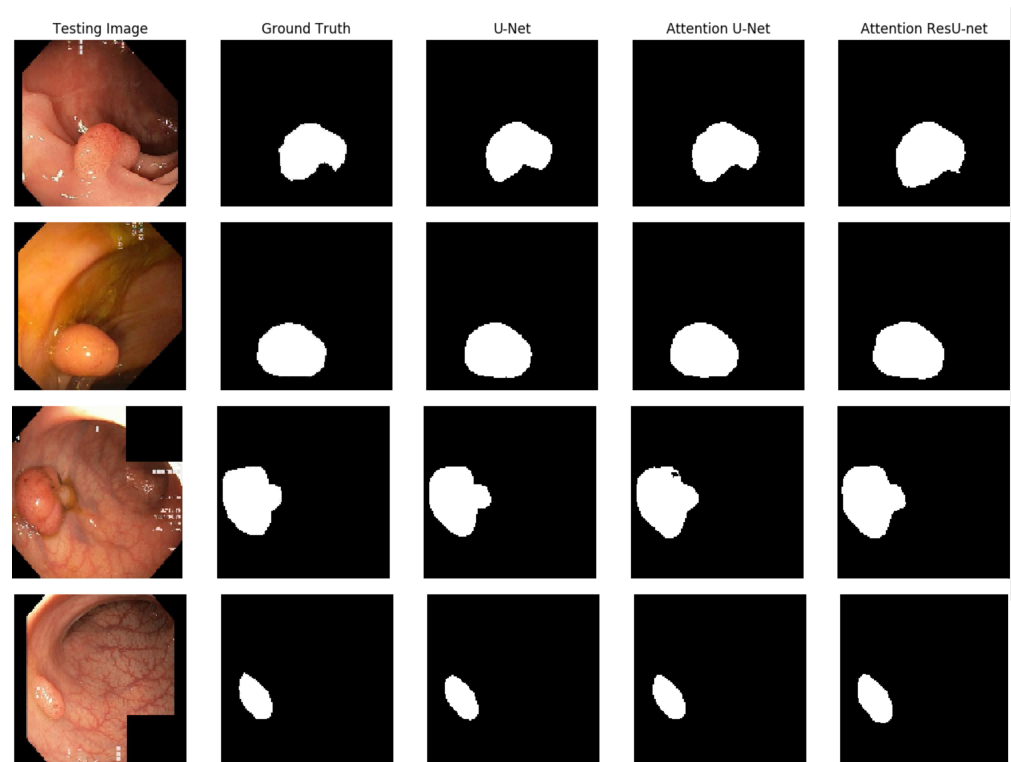 Testing Image
Ground Truth
U-Net
Attention U-Net
Attention ResU-net